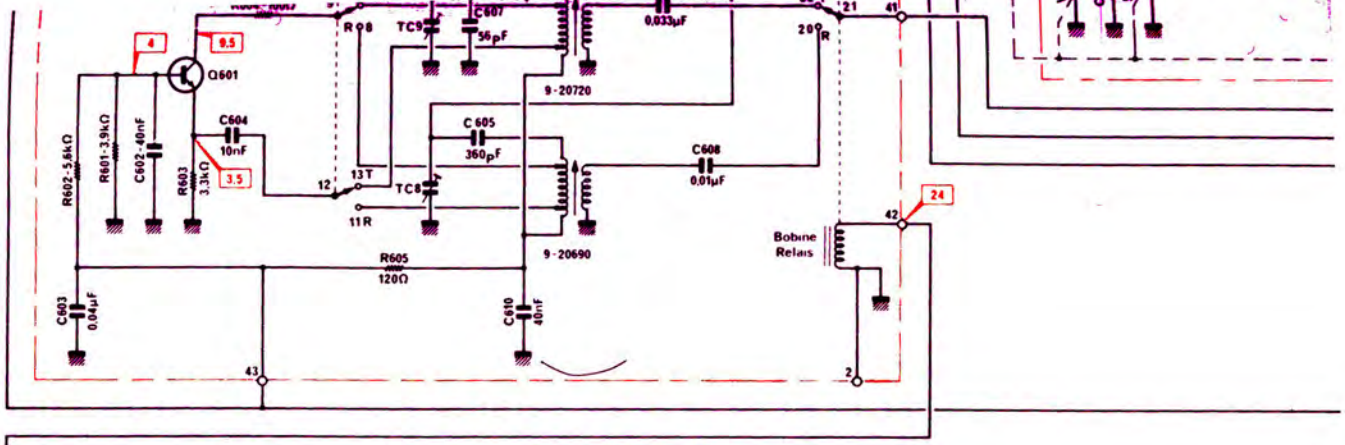 C607
56pF
TC9
0,033µF
21
41
R 8
20 R
4
9.5
Q601
9-20720
C604
10nF
C 605
360pF
C608
0,01µF
R602-5,6kΩ
R601-3,9kΩ
C602-40nF
R603
3,3kΩ
3.5
13 T
12
TC8
11 R
24
42
Bobine
Relais
9-20690
R605
120Ω
C603
0,04µF
C610
40nF
43
2